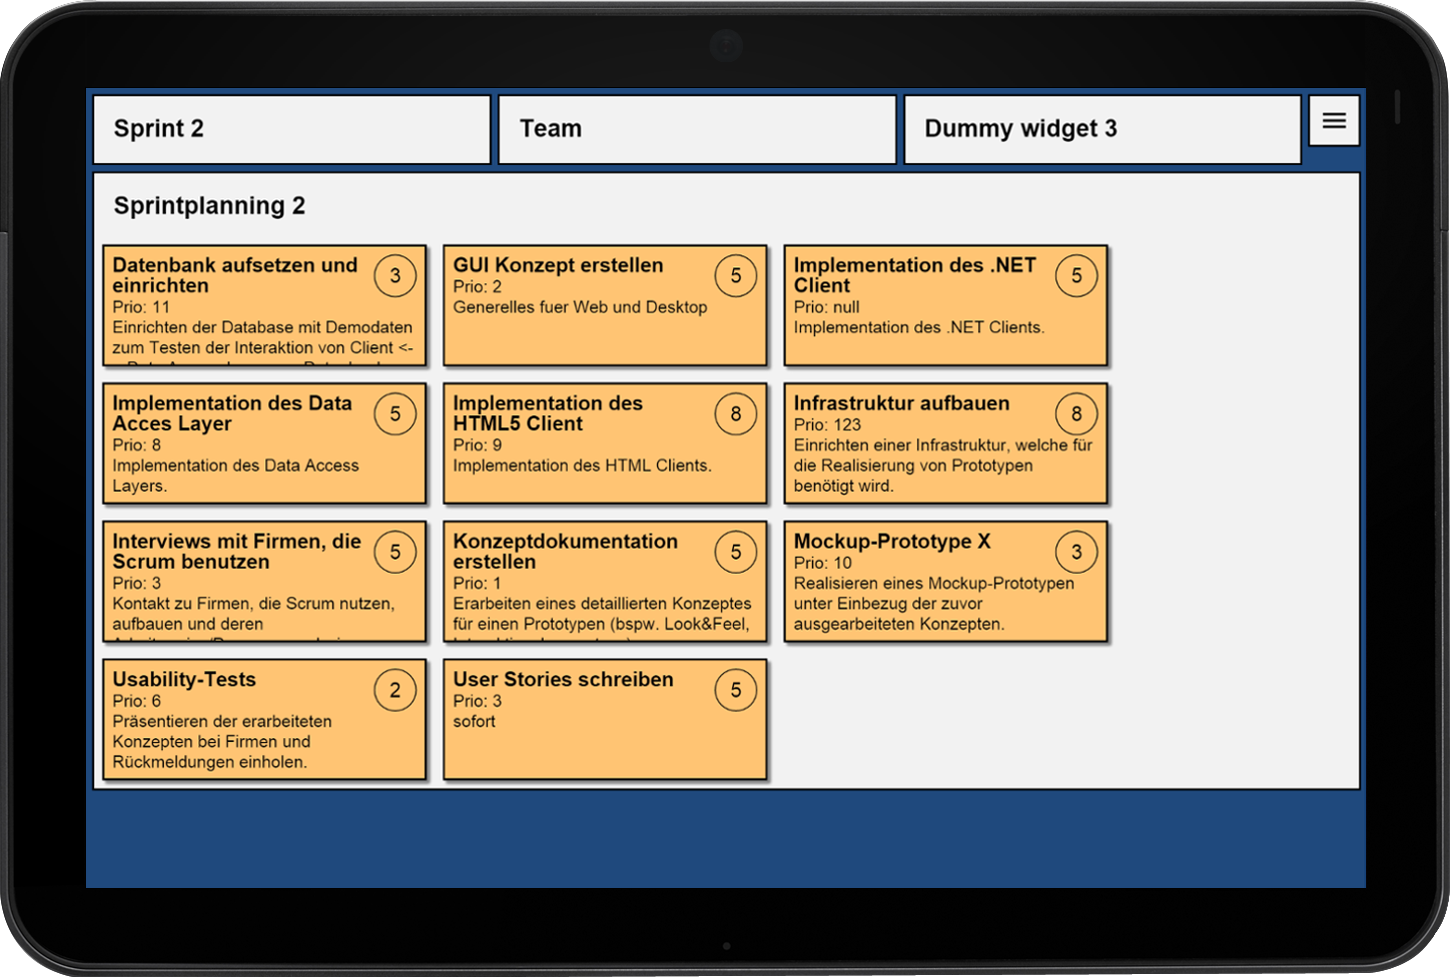 Sprint 2
Team
Dummy widget 3
Sprintplanning 2
Datenbank aufsetzen und
einrichten
3
Prio: 11
Einrichten der Database mit Demodaten
zum Testen der Interaktion von Client <-
GUI Konzept erstellen
5
Prio: 2
Generelles fuer Web und Desktop
Implementation des .NET
Client
5
Prio: null
Implementation des .NET Clients.
Implementation des Data
Acces Layer
5
Prio: 8
Implementation des Data Access
Layers.
Implementation des
HTML5 Client
8
Prio: 9
Implementation des HTML Clients.
Infrastruktur aufbauen
8
Prio: 123
Einrichten einer Infrastruktur, welche für
die Realisierung von Prototypen
benötigt wird.
Interviews mit Firmen, die
Scrum benutzen
5
Prio: 3
Kontakt zu Firmen, die Scrum nutzen,
aufbauen und deren
Konzeptdokumentation
erstellen
5
Prio: 1
Erarbeiten eines detaillierten Konzeptes
für einen Prototypen (bspw. Look&Feel,
Mockup-Prototype X
3
Prio: 10
Realisieren eines Mockup-Prototypen
unter Einbezug der zuvor
ausgearbeiteten Konzepten.
Usability-Tests
2
Prio: 6
Präsentieren der erarbeiteten
Konzepten bei Firmen und
Rückmeldungen einholen.
User Stories schreiben
5
Prio: 3
sofort